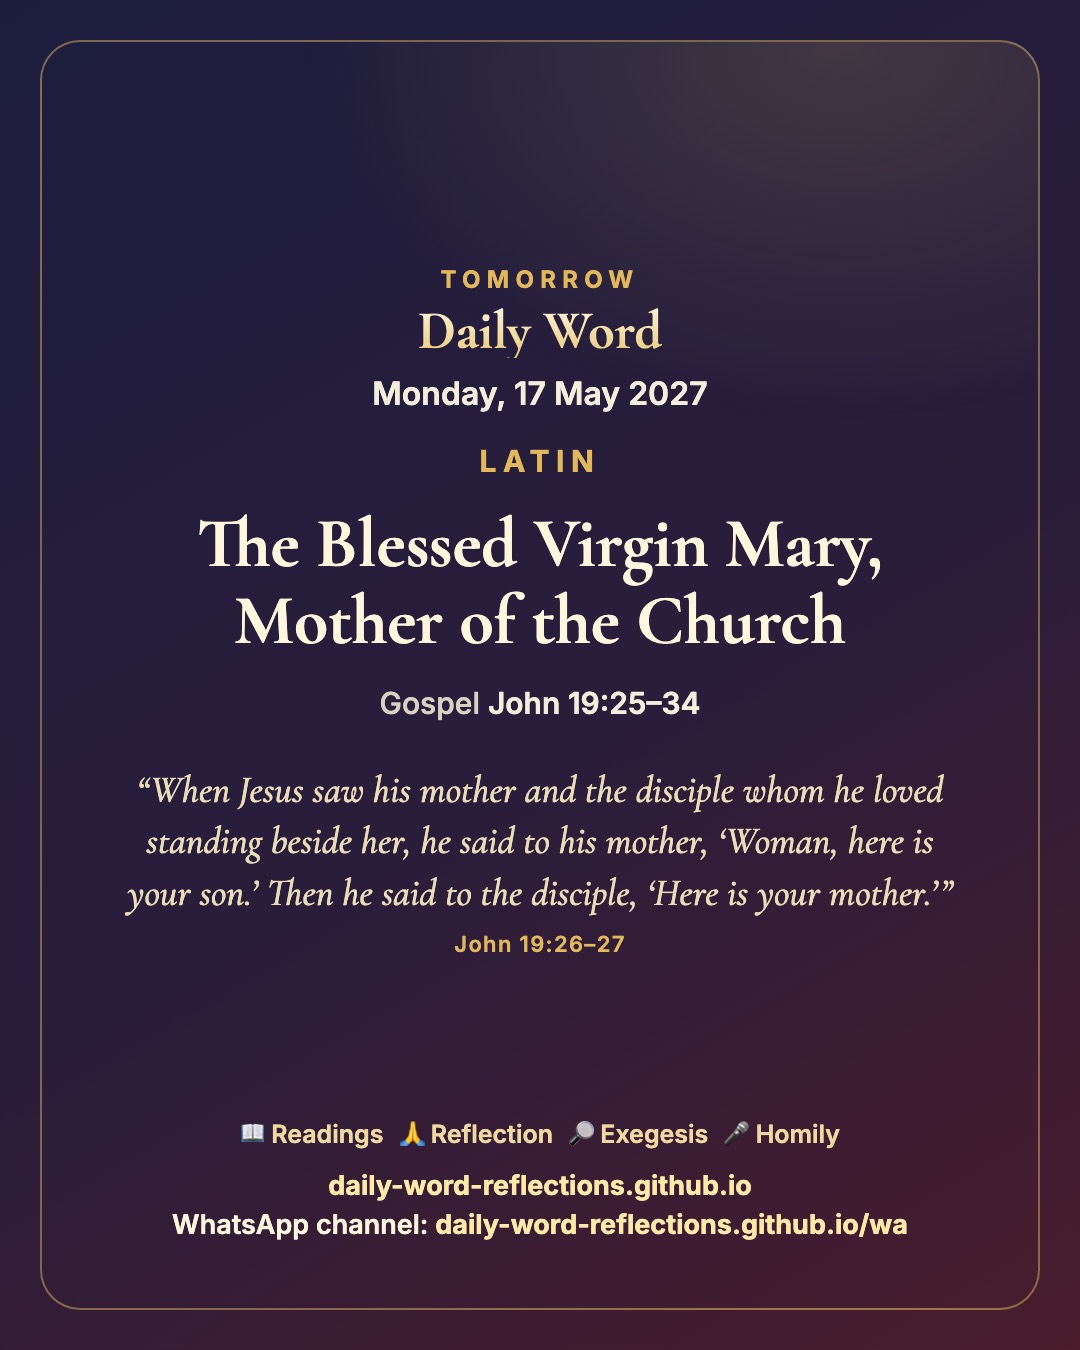 TOMORROW
Daily Word
Monday, 17 May 2027
LATIN
The Blessed Virgin Mary,
Mother of the Church
Gospel John 19:25–34
“When Jesus saw his mother and the disciple whom he loved
standing beside her, he said to his mother, ‘Woman, here is
your son.’ Then he said to the disciple, ‘Here is your mother.’”
John 19:26–27
📖 Readings 🙏 Reflection 🔎 Exegesis 🎤 Homily
daily-word-reflections.github.io
WhatsApp channel: daily-word-reflections.github.io/wa